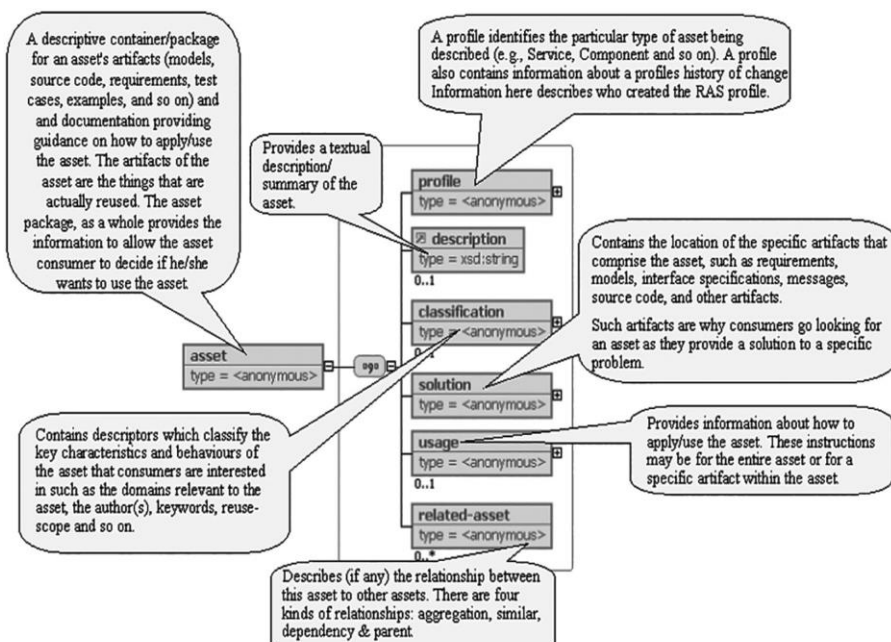 A descriptive container/package
for an asset's artifacts (models,
source code, requirements, test
cases, examples, and so on) and
and documentation providing
guidance on how to apply/use
the asset. The artifacts of the
asset are the things that are
actually reused. The asset
package, as a whole provides the
information to allow the asset
consumer to decide if he/she
wants to use the asset.
A profile identifies the particular type of asset being
described (e.g., Service, Component and so on). A profile
also contains information about a profiles history of change
Information here describes who created the RAS profile.
Provides a textual
description/
summary of the
asset.
profile
type = <anonymous>
description
type = xsd:string
0..1
classification
type = <anonymous>
0..1
asset
type = <anonymous>
solution
type = <anonymous>
usage
type = <anonymous>
0..1
related-asset
type = <anonymous>
0..*
Contains the location of the specific artifacts that
comprise the asset, such as requirements,
models, interface specifications, messages,
source code, and other artifacts.
Such artifacts are why consumers go looking for
an asset as they provide a solution to a specific
problem.
Contains descriptors which classify the
key characteristics and behaviours of
the asset that consumers are interested
in such as the domains relevant to the
asset, the author(s), keywords, reuse-
scope and so on.
Provides information about how to
apply/use the asset. These instructions
may be for the entire asset or for a
specific artifact within the asset.
Describes (if any) the relationship between
this asset to other assets. There are four
kinds of relationships: aggregation, similar,
dependency & parent